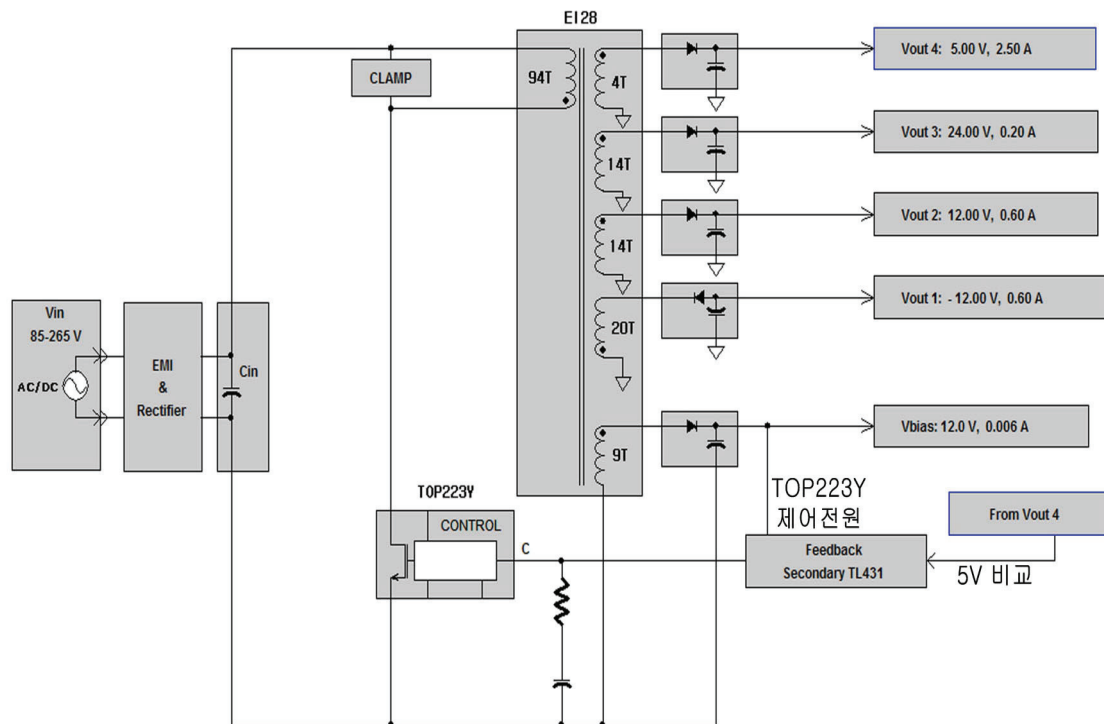 EI28
94T
CLAMP
4T
Vout 4: 5.00 V, 2.50 A
14T
Vout 3: 24.00 V, 0.20 A
14T
Vout 2: 12.00 V, 0.60 A
20T
Vout 1: - 12.00 V, 0.60 A
Vin
85-265 V
AC/DC
EMI
&
Rectifier
Cin
9T
Vbias: 12.0 V, 0.006 A
TOP223Y
CONTROL
C
TOP223Y
제어전원
Feedback
Secondary TL431
From Vout 4
5V 비교